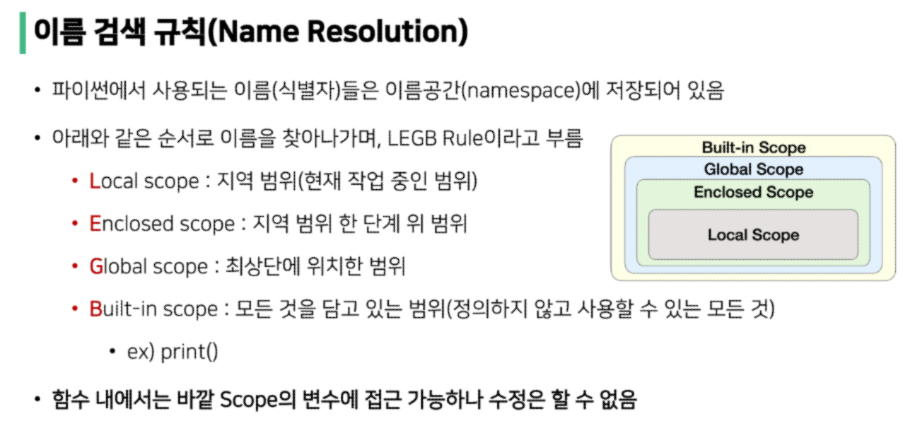 이름 검색 규칙(Name Resolution)
• 파이썬에서 사용되는 이름(식별자)들은 이름공간(namespace)에 저장되어 있음
• 아래와 같은 순서로 이름을 찾아나가며, LEGB Rule이라고 부름
• Local scope : 지역 범위(현재 작업 중인 범위)
• Enclosed scope : 지역 범위 한 단계 위 범위
• Global scope : 최상단에 위치한 범위
• Built-in scope : 모든 것을 담고 있는 범위(정의하지 않고 사용할 수 있는 모든 것)
• ex) print()
• 함수 내에서는 바깥 Scope의 변수에 접근 가능하나 수정은 할 수 없음
Built-in Scope
Global Scope
Enclosed Scope
Local Scope